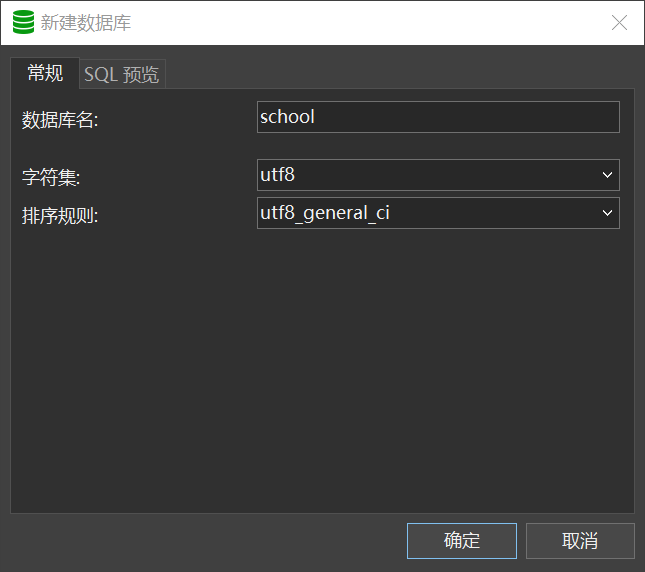 新建数据库
常规 SQL 预览
数据库名: school
字符集: utf8
排序规则: utf8_general_ci
确定 取消